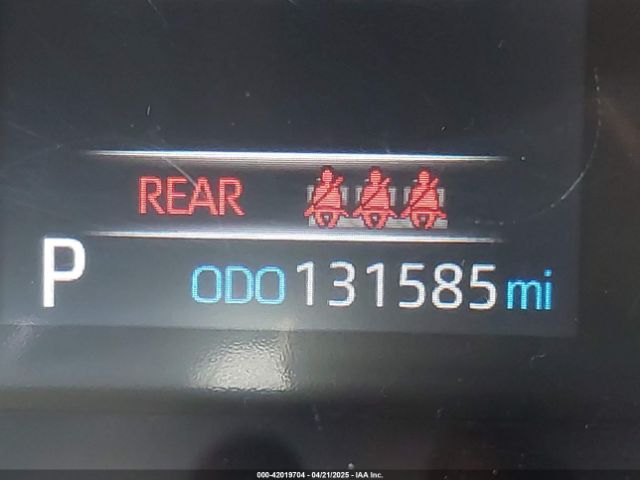 REAR
P ODO 131585 mi
000-42019704 - 04/21/2025 - IAA Inc.